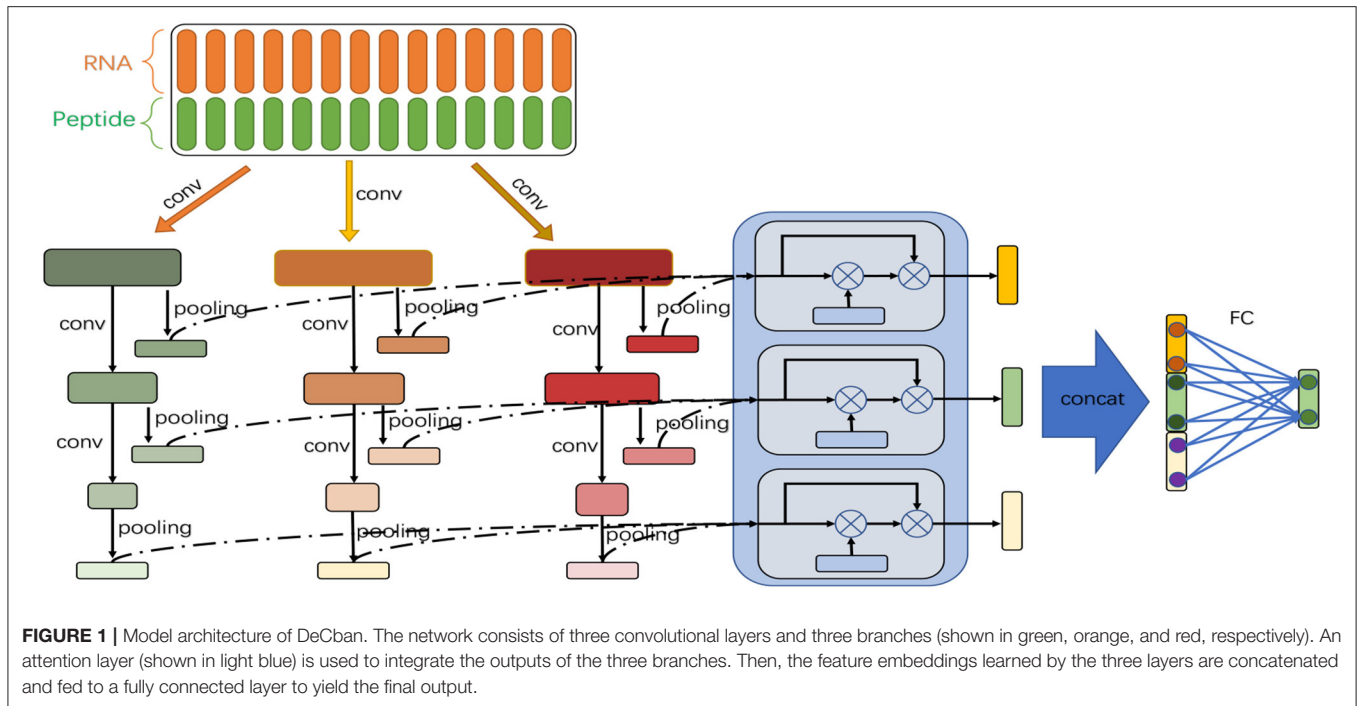 RNA
Peptide
conv
conv
conv
pooling
pooling
pooling
conv
conv
conv
pooling
pooling
pooling
conv
conv
conv
pooling
pooling
pooling
concat
FC
FIGURE 1 | Model architecture of DeCban. The network consists of three convolutional layers and three branches (shown in green, orange, and red, respectively). An
attention layer (shown in light blue) is used to integrate the outputs of the three branches. Then, the feature embeddings learned by the three layers are concatenated
and fed to a fully connected layer to yield the final output.